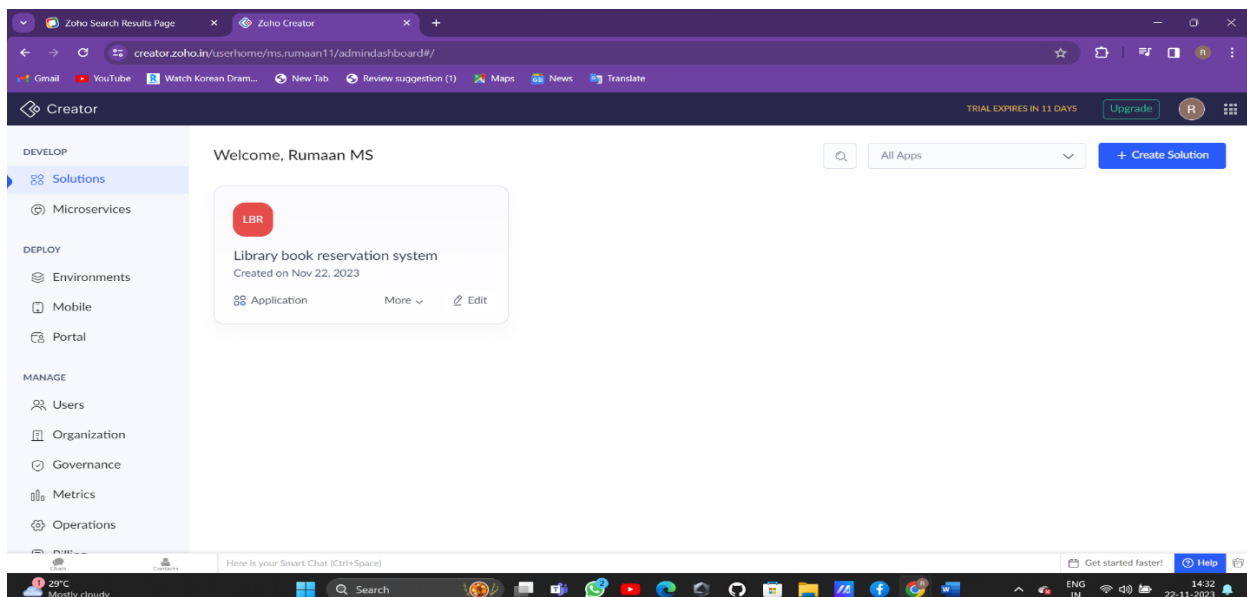 Zoho Search Results Page
Zoho Creator
creator.zoho.in/userhome/ms.rumaan11/admindashboard#/
R
Gmail YouTube Watch Korean Dram... New Tab Review suggestion (1) Maps News Translate
Creator
TRIAL EXPIRES IN 11 DAYS
Upgrade
R
DEVELOP
Solutions
Microservices
DEPLOY
Environments
Mobile
Portal
MANAGE
Users
Organization
Governance
Metrics
Operations
Welcome, Rumaan MS
All Apps
+ Create Solution
LBR
Library book reservation system
Created on Nov 22, 2023
Application More Edit
Chats Contacts
Here is your Smart Chat (Ctrl+Space)
Get started faster!
Help
1
29°C
Mostly cloudy
Search
2
ENG
IN
14:32
22-11-2023